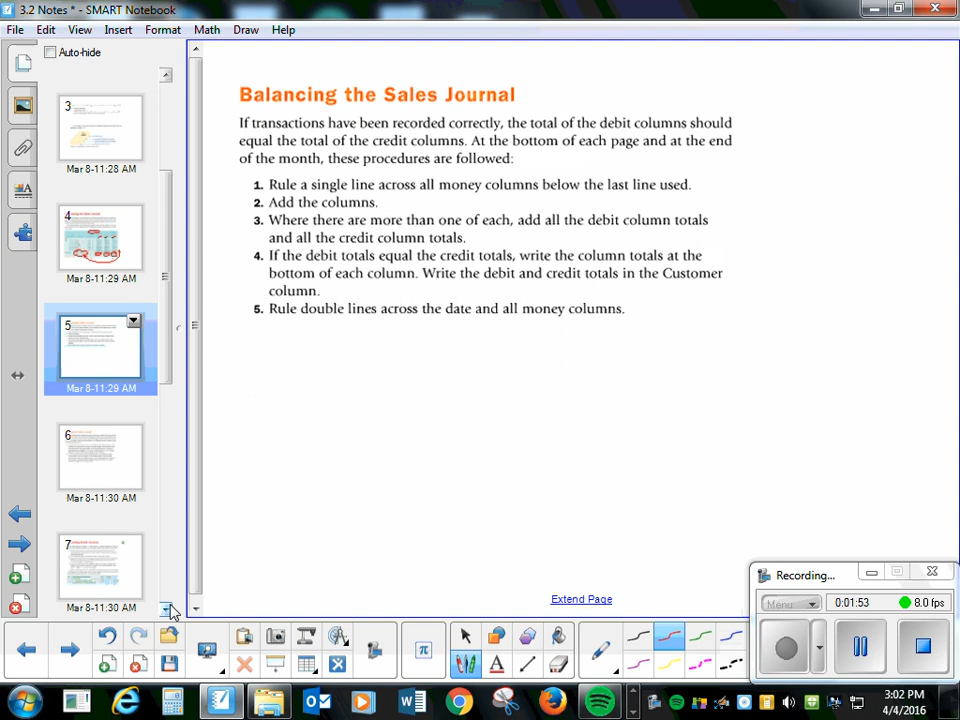 3.2 Notes * - SMART Notebook
File Edit View Insert Format Math Draw Help
Auto-hide
3
Mar 8-11:28 AM
4
Mar 8-11:29 AM
5
Mar 8-11:29 AM
6
Mar 8-11:30 AM
7
Mar 8-11:30 AM
Balancing the Sales Journal
If transactions have been recorded correctly, the total of the debit columns should
equal the total of the credit columns. At the bottom of each page and at the end
of the month, these procedures are followed:
1. Rule a single line across all money columns below the last line used.
2. Add the columns.
3. Where there are more than one of each, add all the debit column totals
and all the credit column totals.
4. If the debit totals equal the credit totals, write the column totals at the
bottom of each column. Write the debit and credit totals in the Customer
column.
5. Rule double lines across the date and all money columns.
Extend Page
Recording...
Menu 0:01:53 8.0 fps
3:02 PM
4/4/2016